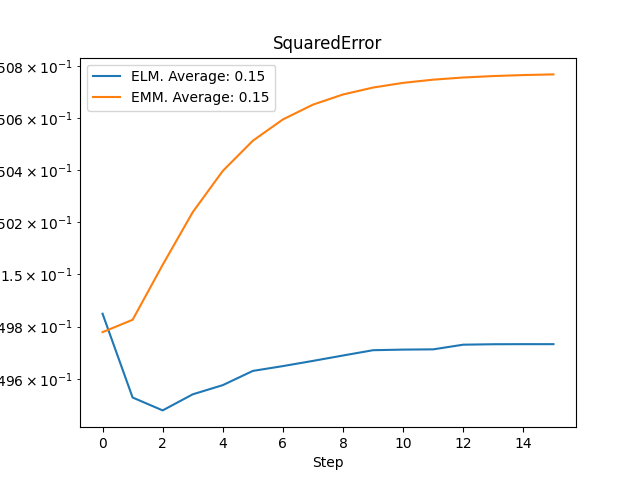 SquaredError
508 × 10⁻¹
506 × 10⁻¹
504 × 10⁻¹
502 × 10⁻¹
1.5 × 10⁻¹
498 × 10⁻¹
496 × 10⁻¹
ELM. Average: 0.15
EMM. Average: 0.15
0 2 4 6 8 10 12 14
Step